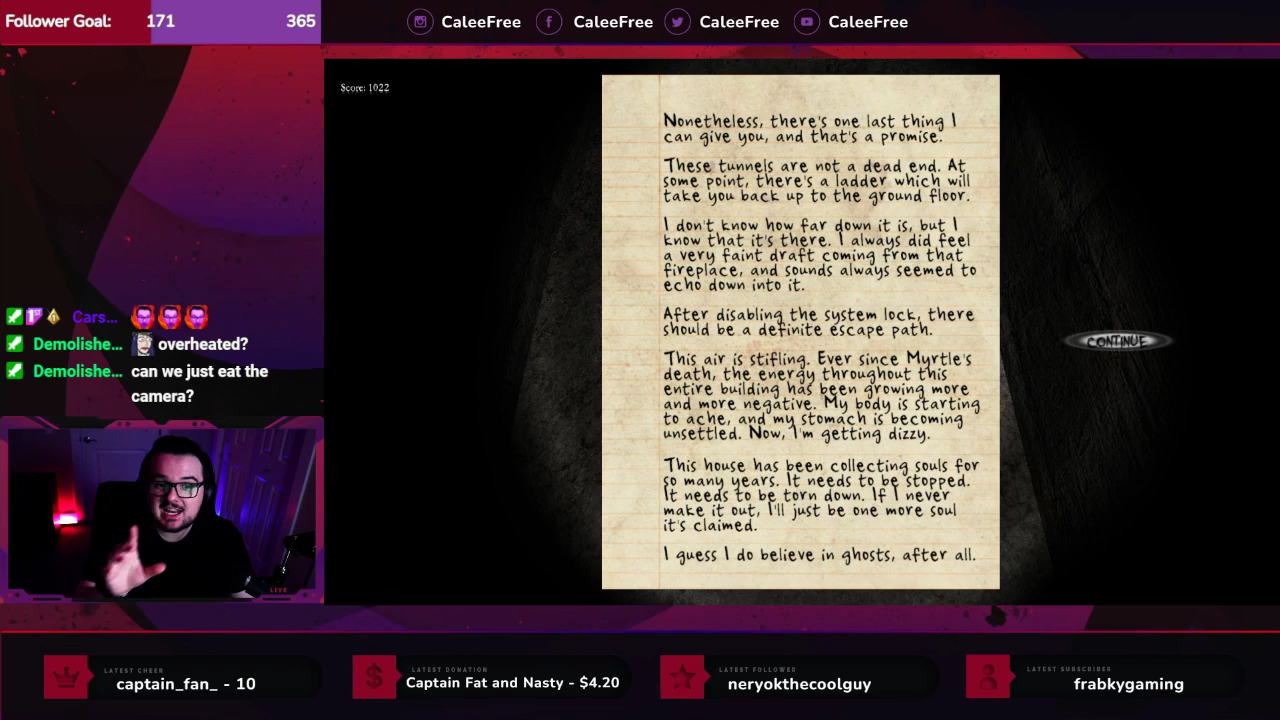 Follower Goal: 171 365
CaleeFree CaleeFree CaleeFree CaleeFree
Score: 1022
Nonetheless, there's one last thing I
can give you, and that's a promise.
These tunnels are not a dead end. At
some point, there's a ladder which will
take you back up to the ground floor.
I don't know how far down it is, but I
know that it's there. I always did feel
a very faint draft coming from that
fireplace, and sounds always seemed to
echo down into it.
After disabling the system lock, there
should be a definite escape path.
This air is stifling. Ever since Myrtle's
death, the energy throughout this
entire building has been growing more
and more negative. My body is starting
to ache, and my stomach is becoming
unsettled. Now, I'm getting dizzy.
This house has been collecting souls for
so many years. It needs to be stopped.
It needs to be torn down. If I never
make it out, I'll just be one more soul
it's claimed.
I guess I do believe in ghosts, after all.
CONTINUE
Cars...
Demolishe... overheated?
Demolishe... can we just eat the
camera?
LIVE
LATEST CHEER
captain_fan_ - 10
LATEST DONATION
Captain Fat and Nasty - $4.20
LATEST FOLLOWER
neryokthecoolguy
LATEST SUBSCRIBER
frabkygaming